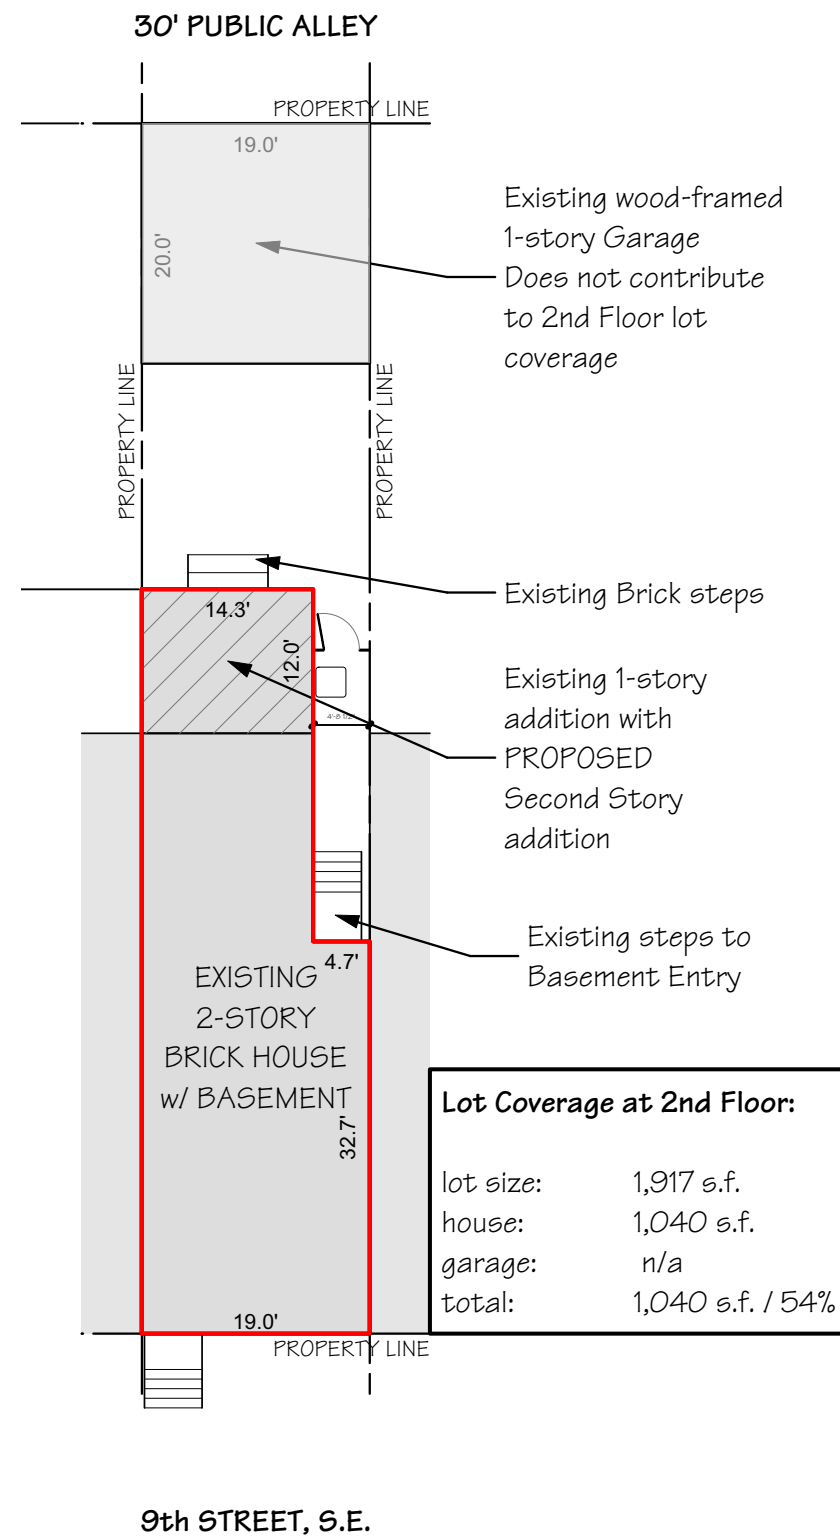 30' PUBLIC ALLEY
PROPERTY LINE
19.0'
20.0'
Existing wood-framed
1-story Garage
Does not contribute
to 2nd Floor lot
coverage
PROPERTY LINE
PROPERTY LINE
Existing Brick steps
14.3'
12.0'
Existing 1-story
addition with
PROPOSED
Second Story
addition
4'-8 1/2"
Existing steps to
Basement Entry
4.7'
EXISTING
2-STORY
BRICK HOUSE
w/ BASEMENT
32.7'
Lot Coverage at 2nd Floor:
lot size: 1,917 s.f.
house: 1,040 s.f.
garage: n/a
total: 1,040 s.f. / 54%
19.0'
PROPERTY LINE
9th STREET, S.E.